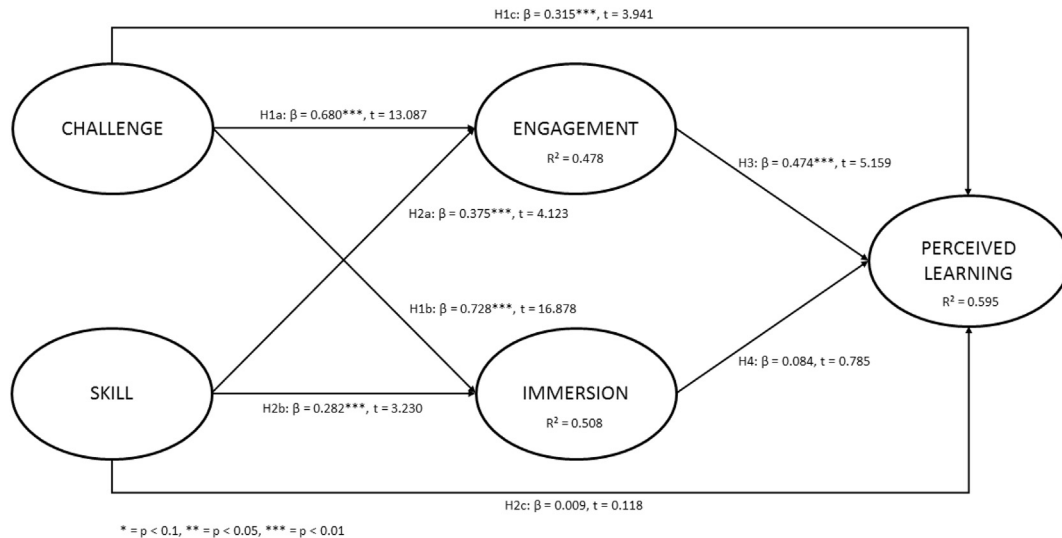 H1c: β = 0.315***, t = 3.941
CHALLENGE
H1a: β = 0.680***, t = 13.087
ENGAGEMENT
R² = 0.478
H3: β = 0.474***, t = 5.159
H2a: β = 0.375***, t = 4.123
PERCEIVED
LEARNING
R² = 0.595
H1b: β = 0.728***, t = 16.878
H4: β = 0.084, t = 0.785
SKILL
H2b: β = 0.282***, t = 3.230
IMMERSION
R² = 0.508
H2c: β = 0.009, t = 0.118
* = p < 0.1, ** = p < 0.05, *** = p < 0.01